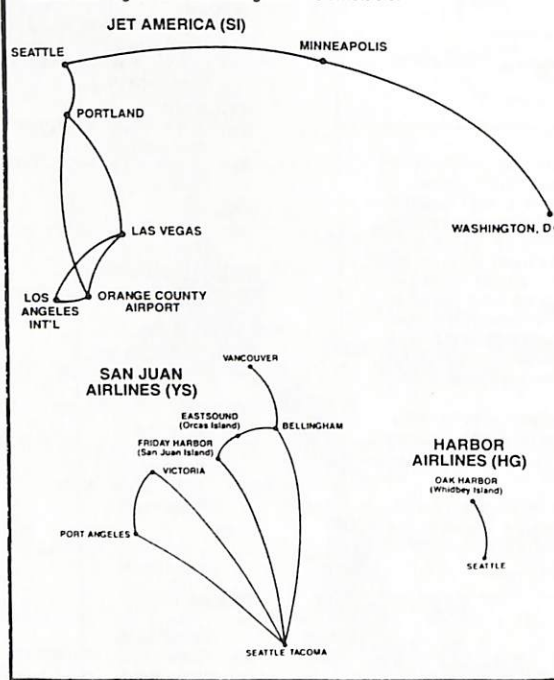 JET AMERICA (SI)
SEATTLE
MINNEAPOLIS
PORTLAND
LAS VEGAS
WASHINGTON, D
LOS
ANGELES
INT'L
ORANGE COUNTY
AIRPORT
SAN JUAN
AIRLINES (YS)
VANCOUVER
EASTSOUND
(Orcas Island)
BELLINGHAM
FRIDAY HARBOR
(San Juan Island)
VICTORIA
PORT ANGELES
SEATTLE TACOMA
HARBOR
AIRLINES (HG)
OAK HARBOR
(Whidbey Island)
SEATTLE